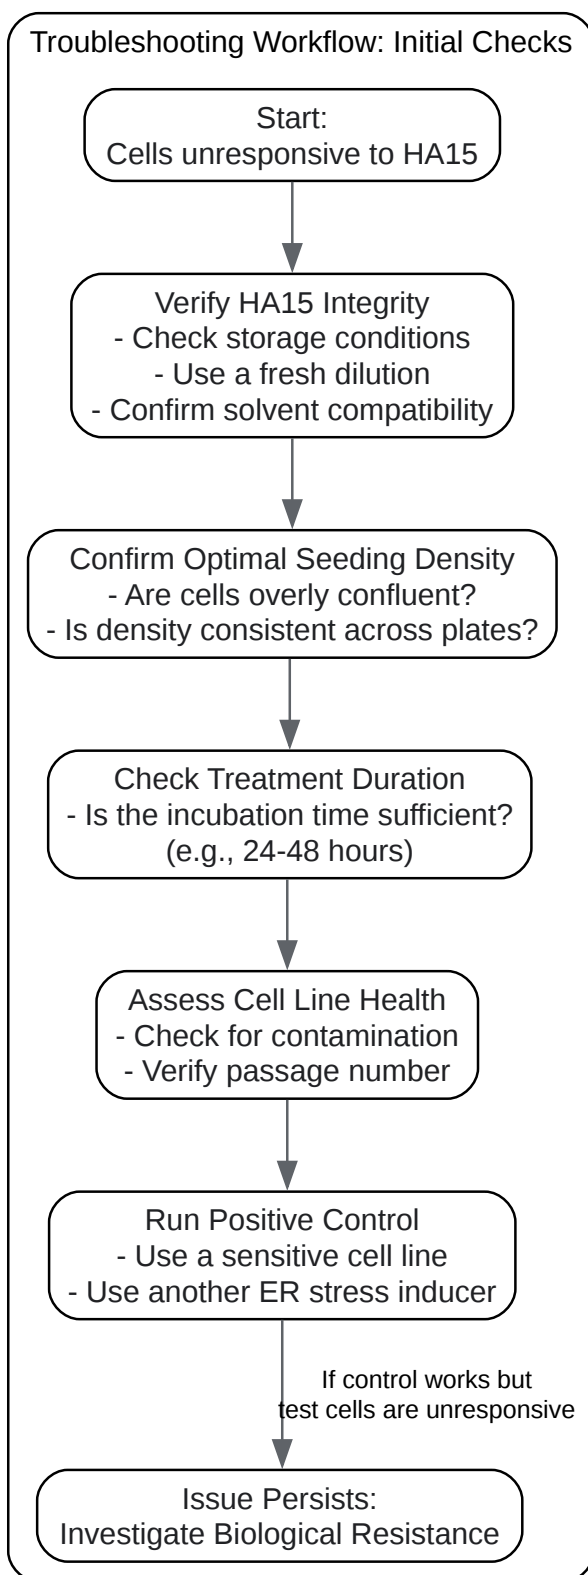 Troubleshooting Workflow: Initial Checks
Start:
Cells unresponsive to HA15
Verify HA15 Integrity
- Check storage conditions
- Use a fresh dilution
- Confirm solvent compatibility
Confirm Optimal Seeding Density
- Are cells overly confluent?
- Is density consistent across plates?
Check Treatment Duration
- Is the incubation time sufficient?
(e.g., 24-48 hours)
Assess Cell Line Health
- Check for contamination
- Verify passage number
Run Positive Control
- Use a sensitive cell line
- Use another ER stress inducer
If control works but
test cells are unresponsive
Issue Persists:
Investigate Biological Resistance